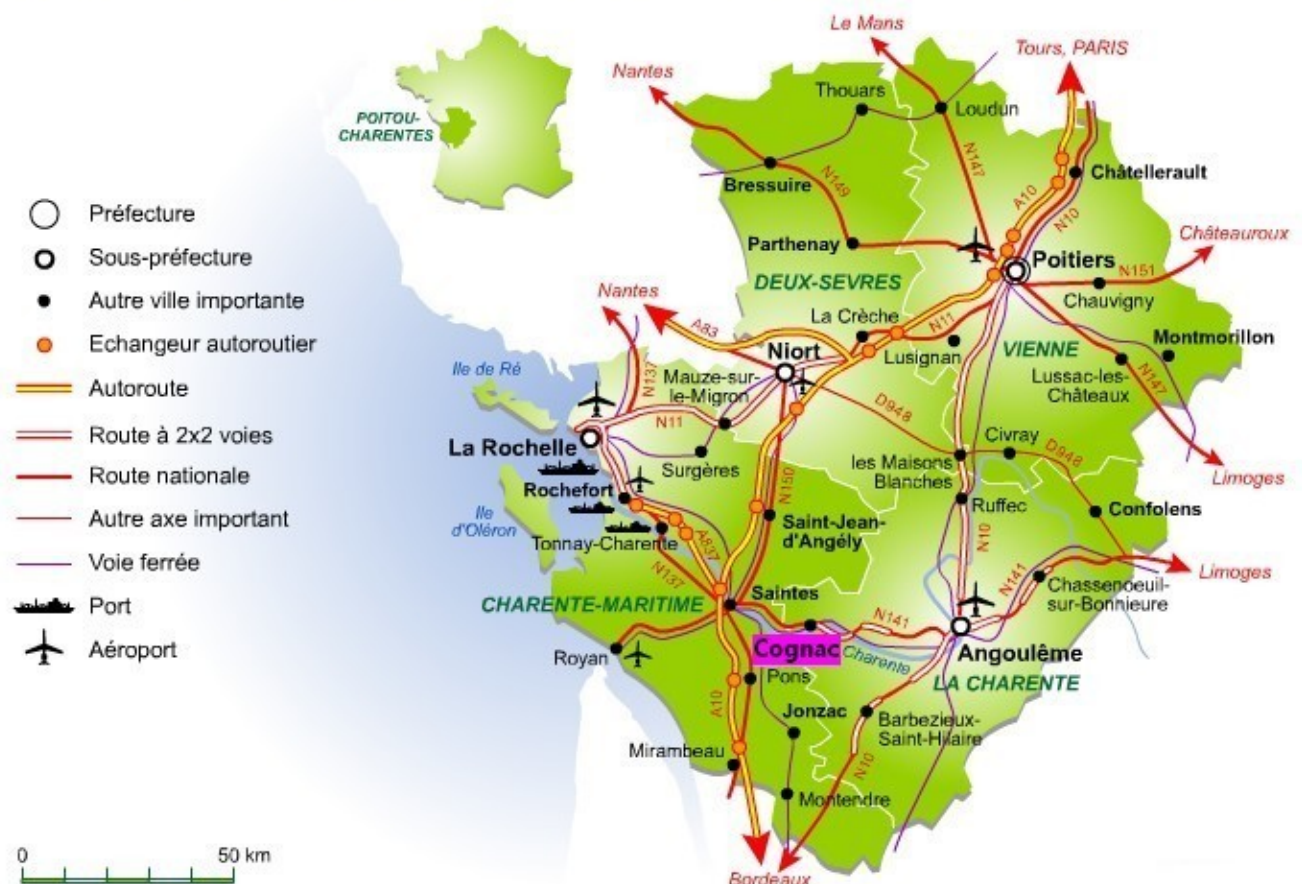 Le Mans
Tours, PARIS
Nantes
Thouars
Loudun
POITOU-
CHARENTES
N147
Bressuire
N149
Châtellerault
A10
N10
Préfecture
Sous-préfecture
Autre ville importante
Echangeur autoroutier
Autoroute
Route à 2x2 voies
Route nationale
Autre axe important
Voie ferrée
Port
Aéroport
Parthenay
Châteauroux
Poitiers
N151
DEUX-SEVRES
Chauvigny
Nantes
La Crèche
A83
N11
Lusignan
Montmorillon
VIENNE
Niort
Ile de Ré
N137
Mauze-sur-
le-Migron
Lussac-les-
Châteaux
N147
N11
D948
La Rochelle
Surgères
Civray
D948
les Maisons
Blanches
Limoges
Rochefort
N150
Ile
d'Oléron
Ruffec
Confolens
Saint-Jean-
d'Angély
Tonnay-Charente
A837
N10
N137
N141
Limoges
Chassenoeuil-
sur-Bonnieure
CHARENTE-MARITIME
Saintes
N141
Cognac
Charente
Angoulême
Royan
LA CHARENTE
Pons
A10
Jonzac
Barbezieux-
Saint-Hilaire
Mirambeau
N10
Montendre
0
50 km
Bordeaux